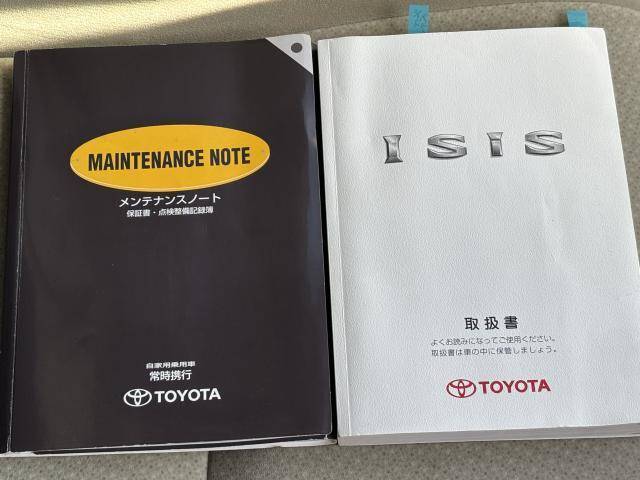 MAINTENANCE NOTE
メンテナンスノート
保証書・点検整備記録簿
自家用乗用車
常時携行
TOYOTA
ISIS
取扱書
よくお読みになってご使用ください。
取扱書は車の中に保管しましょう。
TOYOTA